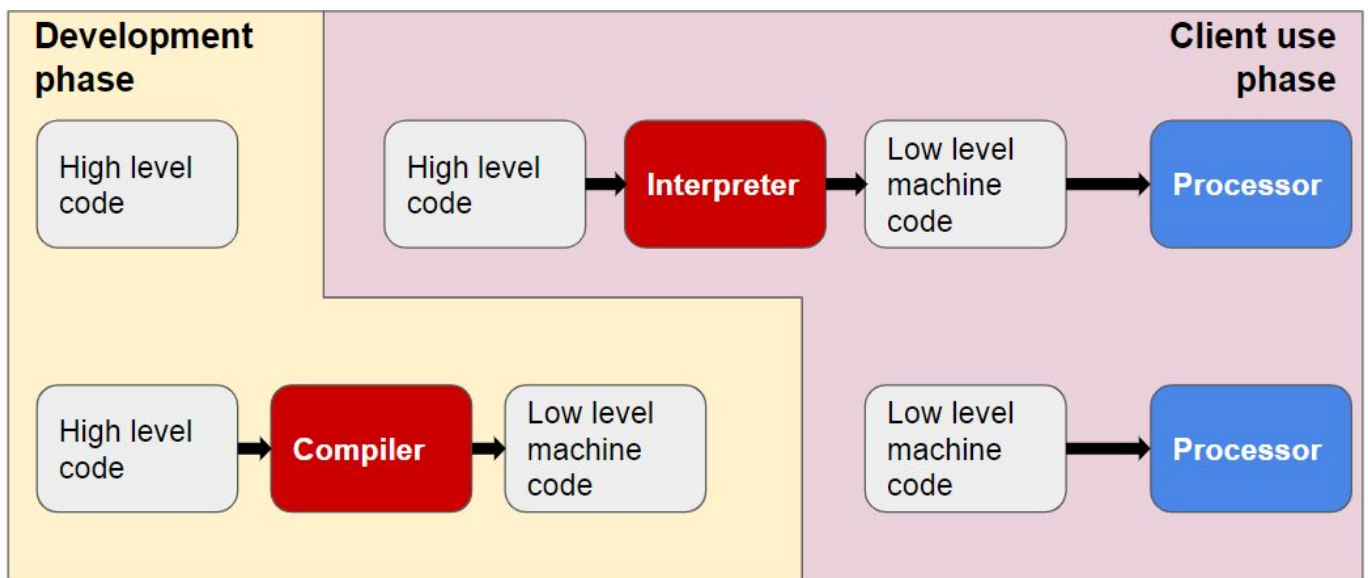 Development
phase
Client use
phase
High level
code
High level
code
Interpreter
Low level
machine
code
Processor
High level
code
Compiler
Low level
machine
code
Low level
machine
code
Processor